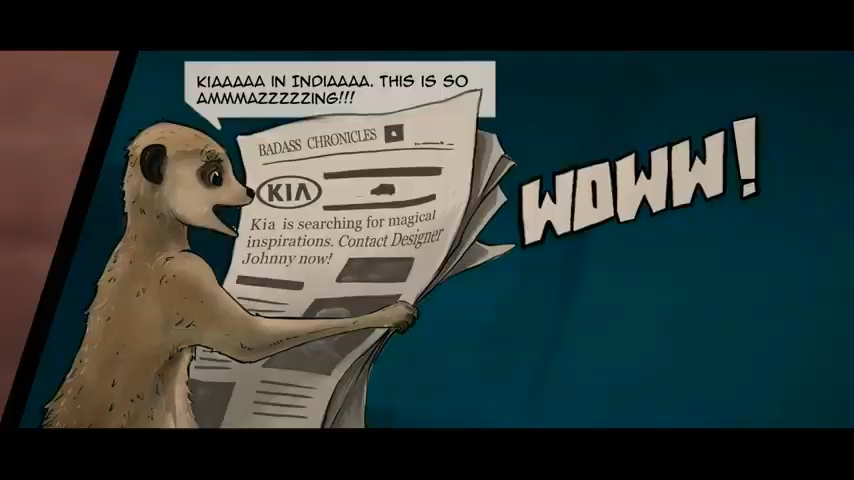 KIAAAAA IN INDIAAAA. THIS IS SO
AMMMAZZZZZING!!!
BADASS CHRONICLES
KIA
Kia is searching for magical
inspirations. Contact Designer
Johnny now!
WOWW!